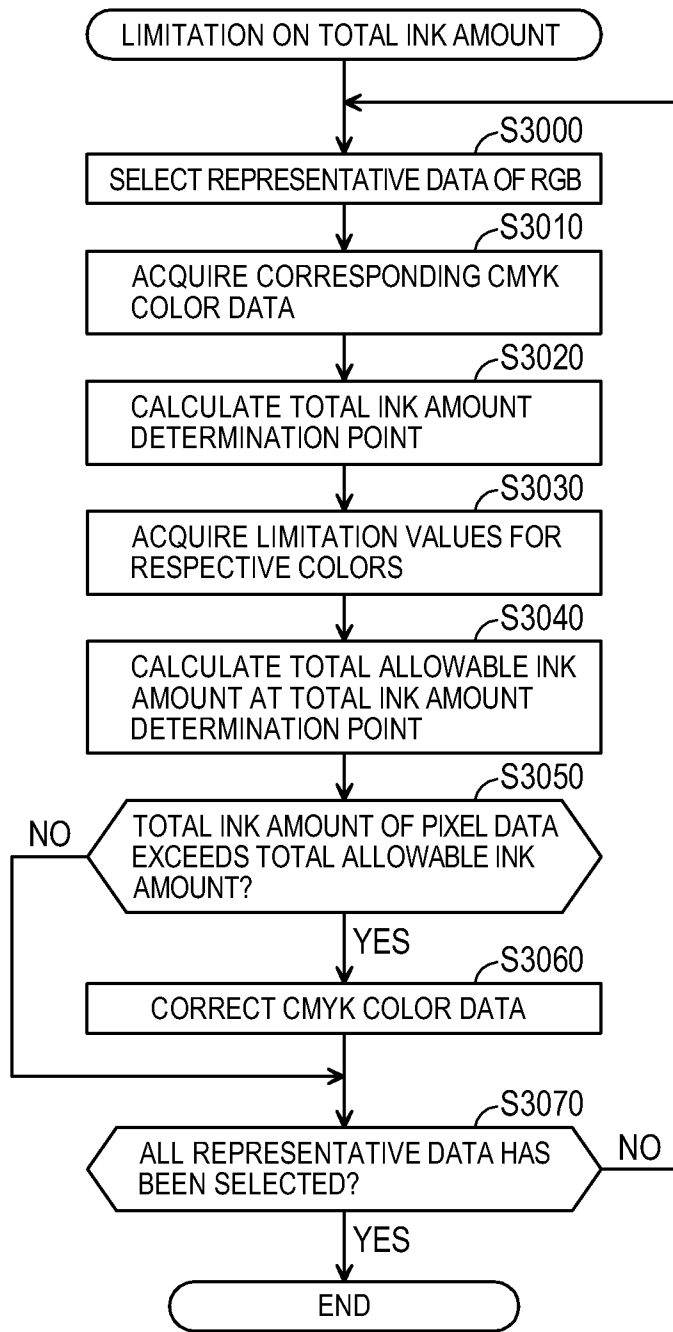 LIMITATION ON TOTAL INK AMOUNT
S3000
SELECT REPRESENTATIVE DATA OF RGB
S3010
ACQUIRE CORRESPONDING CMYK
COLOR DATA
S3020
CALCULATE TOTAL INK AMOUNT
DETERMINATION POINT
S3030
ACQUIRE LIMITATION VALUES FOR
RESPECTIVE COLORS
S3040
CALCULATE TOTAL ALLOWABLE INK
AMOUNT AT TOTAL INK AMOUNT
DETERMINATION POINT
S3050
NO
TOTAL INK AMOUNT OF PIXEL DATA
EXCEEDS TOTAL ALLOWABLE INK
AMOUNT?
YES
S3060
CORRECT CMYK COLOR DATA
S3070
ALL REPRESENTATIVE DATA HAS
BEEN SELECTED?
NO
YES
END